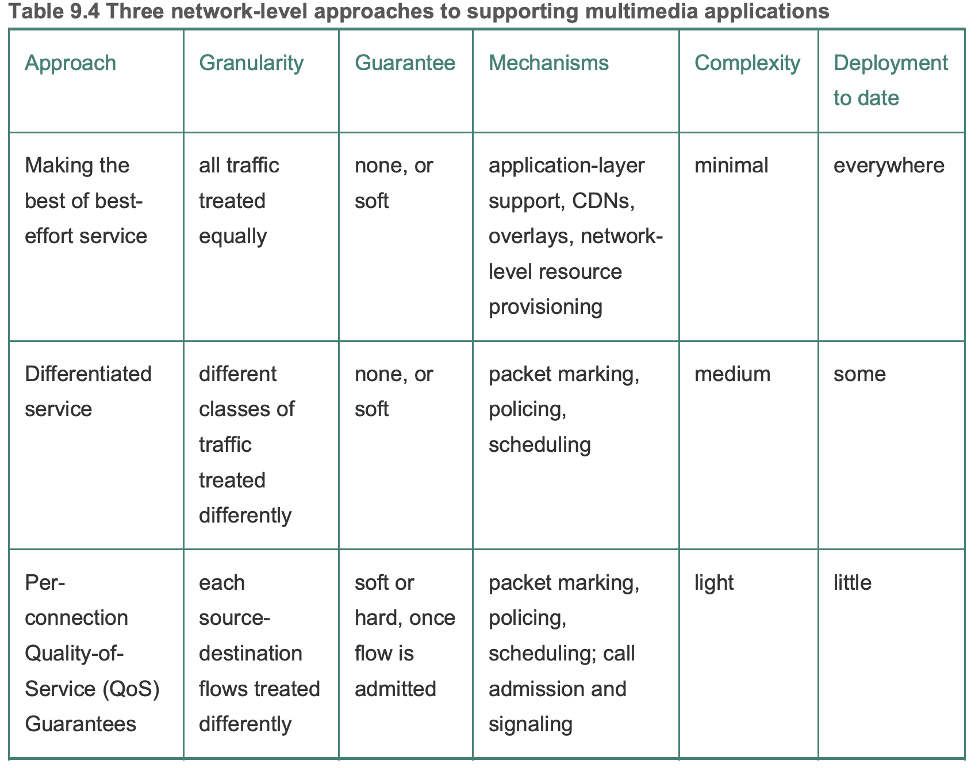 Table 9.4 Three network-level approaches to supporting multimedia applications
Approach Granularity Guarantee Mechanisms Complexity Deployment
to date
Making the all traffic none, or application-layer minimal everywhere
best of best- treated soft support, CDNs,
effort service equally overlays, network-
level resource
provisioning
Differentiated different none, or packet marking, medium some
service classes of soft policing,
traffic scheduling
treated
differently
Per- each soft or packet marking, light little
connection source- hard, once policing,
Quality-of- destination flow is scheduling; call
Service (QoS) flows treated admitted admission and
Guarantees differently signaling